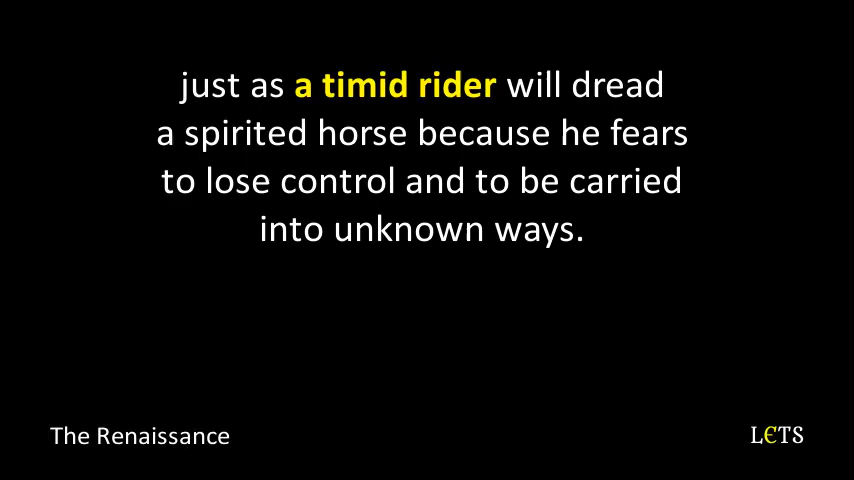 just as a timid rider will dread
a spirited horse because he fears
to lose control and to be carried
into unknown ways.
The Renaissance
LЄTS